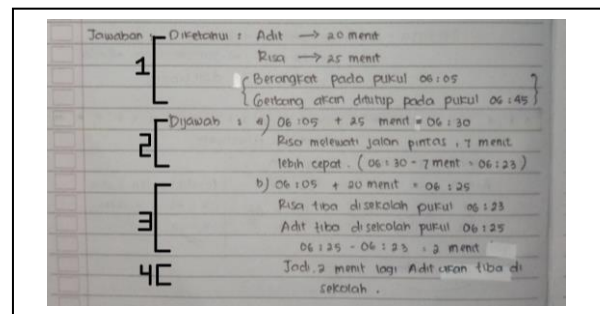 Jawaban : Diketahui : Adit → 20 menit
1
Risa → 25 menit
Berangkat pada pukul 06:05
Gerbang akan ditutup pada pukul 06:45
2
Dijawab : a) 06:05 + 25 menit = 06:30
Risa melewati jalan pintas, 7 menit
lebih cepat. (06:30 - 7 menit = 06:23)
3
b) 06:05 + 20 menit = 06:25
Risa tiba disekolah pukul 06:23
Adit tiba disekolah pukul 06:25
06:25 - 06:23 = 2 menit
4
Jadi, 2 menit lagi Adit akan tiba di
sekolah.